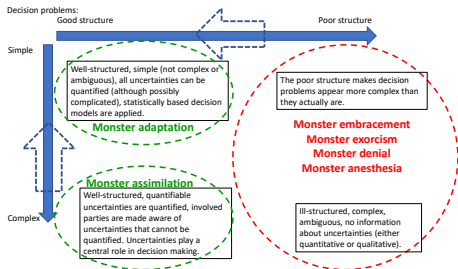 Decision problems:
Good structure
Poor structure
Simple
Well-structured, simple (not complex or
ambiguous), all uncertainties can be
quantified (although possibly
complicated), statistically based decision
models are applied.
Monster adaptation
The poor structure makes decision
problems appear more complex than
they actually are.
Monster embracement
Monster exorcism
Monster denial
Monster anesthesia
Monster assimilation
Well-structured, quantifiable
uncertainties are quantified, involved
parties are made aware of
uncertainties that cannot be
quantified. Uncertainties play a
central role in decision making.
Ill-structured, complex,
ambiguous, no information
about uncertainties (either
quantitative or qualitative).
Complex